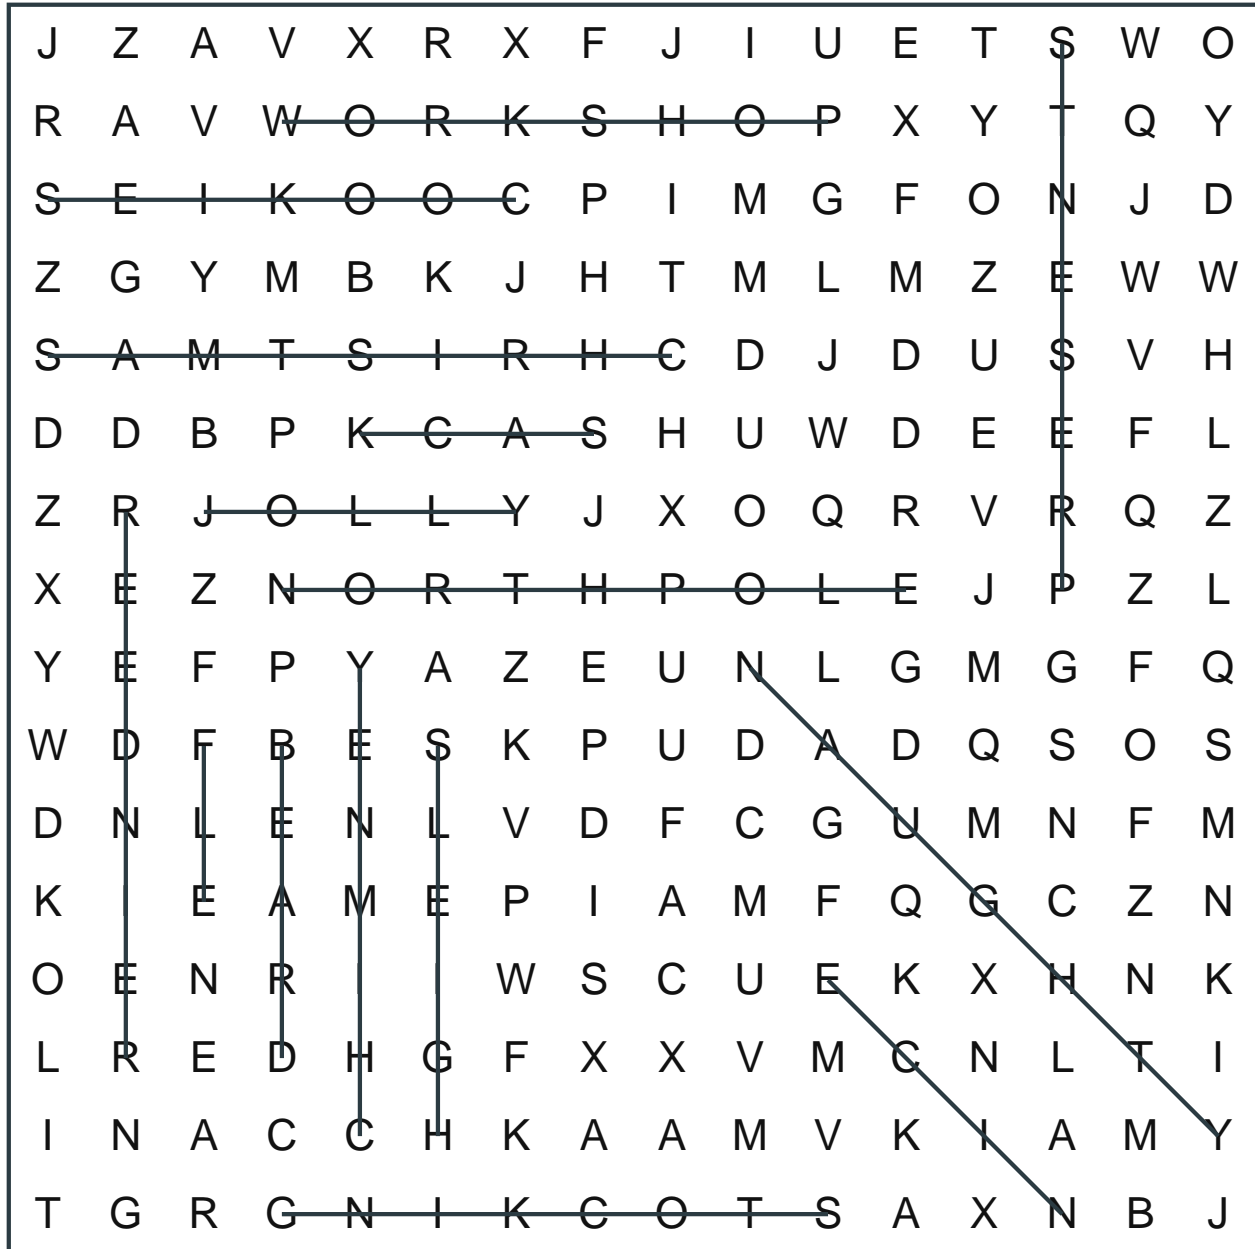 J Z A V X R X F J I U E T S W O
R A V W O R K S H O P X Y T Q Y
S E I K O O C P I M G F O N J D
Z G Y M B K J H T M L M Z E W W
S A M T S I R H C D J D U S V H
D D B P K C A S H U W D E E F L
Z R J O L L Y J X O Q R V R Q Z
X E Z N O R T H P O L E J P Z L
Y E F P Y A Z E U N L G M G F Q
W D F B E S K P U D A D Q S O S
D N L E N L V D F C G U M N F M
K I E A M E P I A M F Q G C Z N
O E N R I I W S C U E K X H N K
L R E D H G F X X V M C N L T I
I N A C C H K A A M V K I A M Y
T G R G N I K C O T S A X N B J